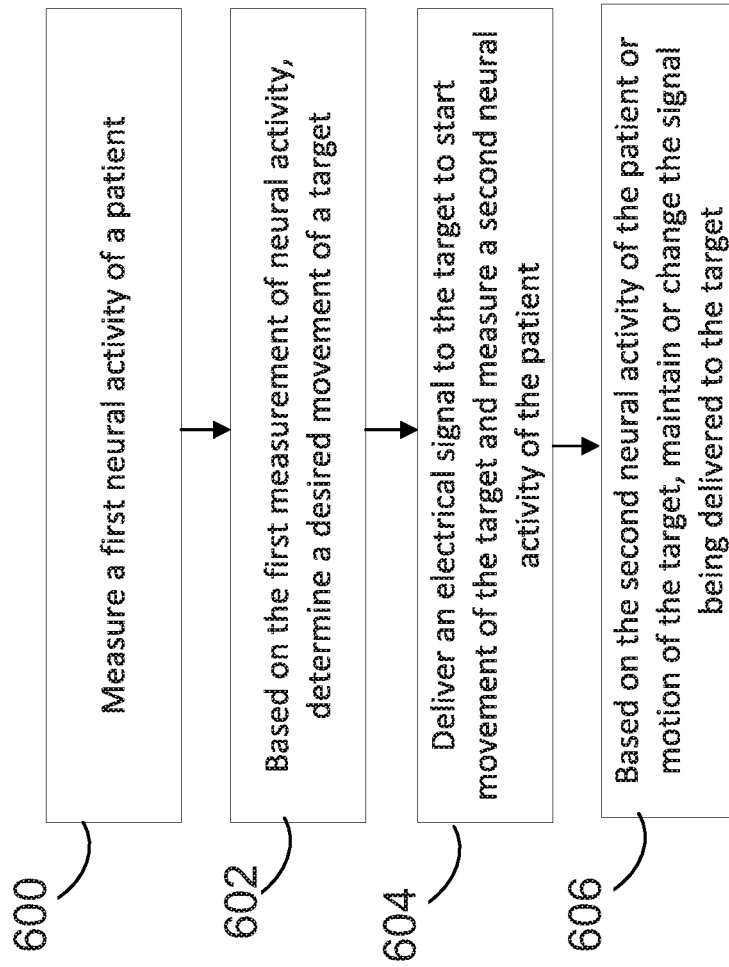 600
Measure a first neural activity of a patient
602
Based on the first measurement of neural activity,
determine a desired movement of a target
604
Deliver an electrical signal to the target to start
movement of the target and measure a second neural
activity of the patient
606
Based on the second neural activity of the patient or
motion of the target, maintain or change the signal
being delivered to the target